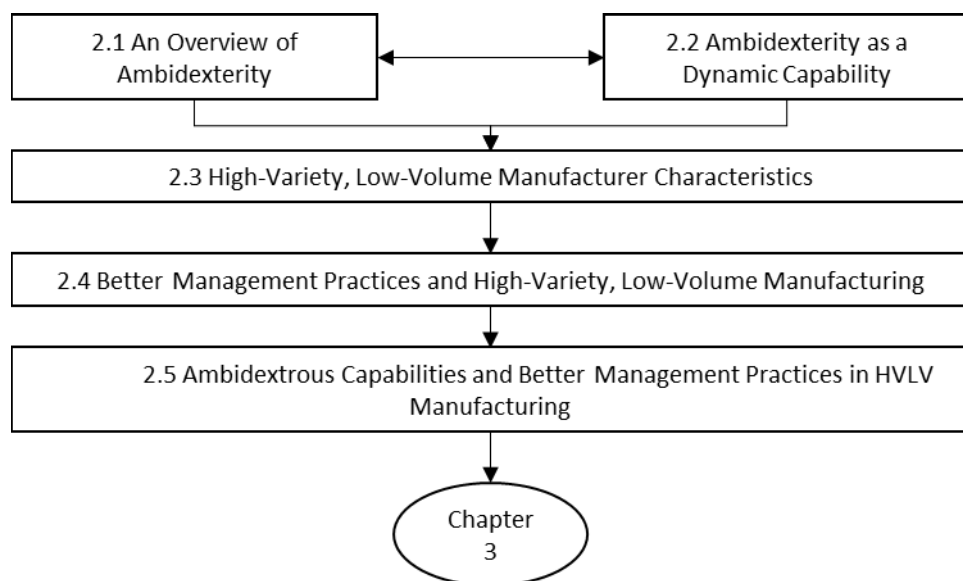 2.1 An Overview of
Ambidexterity
2.2 Ambidexterity as a
Dynamic Capability
2.3 High-Variety, Low-Volume Manufacturer Characteristics
2.4 Better Management Practices and High-Variety, Low-Volume Manufacturing
2.5 Ambidextrous Capabilities and Better Management Practices in HVLV
Manufacturing
Chapter
3